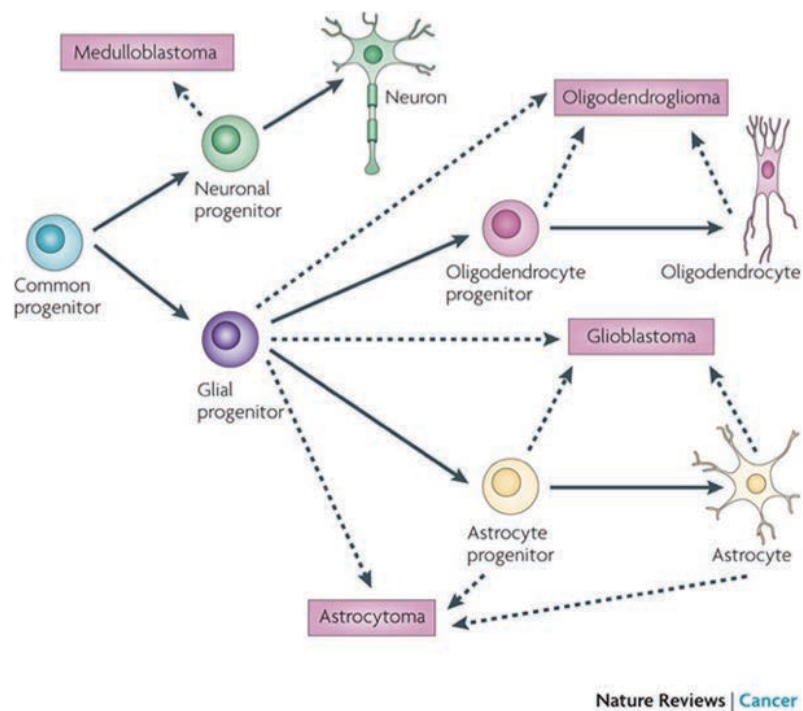 Medulloblastoma
Neuron
Oligodendroglioma
Neuronal
progenitor
Common
progenitor
Oligodendrocyte
progenitor
Oligodendrocyte
Glial
progenitor
Glioblastoma
Astrocyte
progenitor
Astrocyte
Astrocytoma
Nature Reviews | Cancer